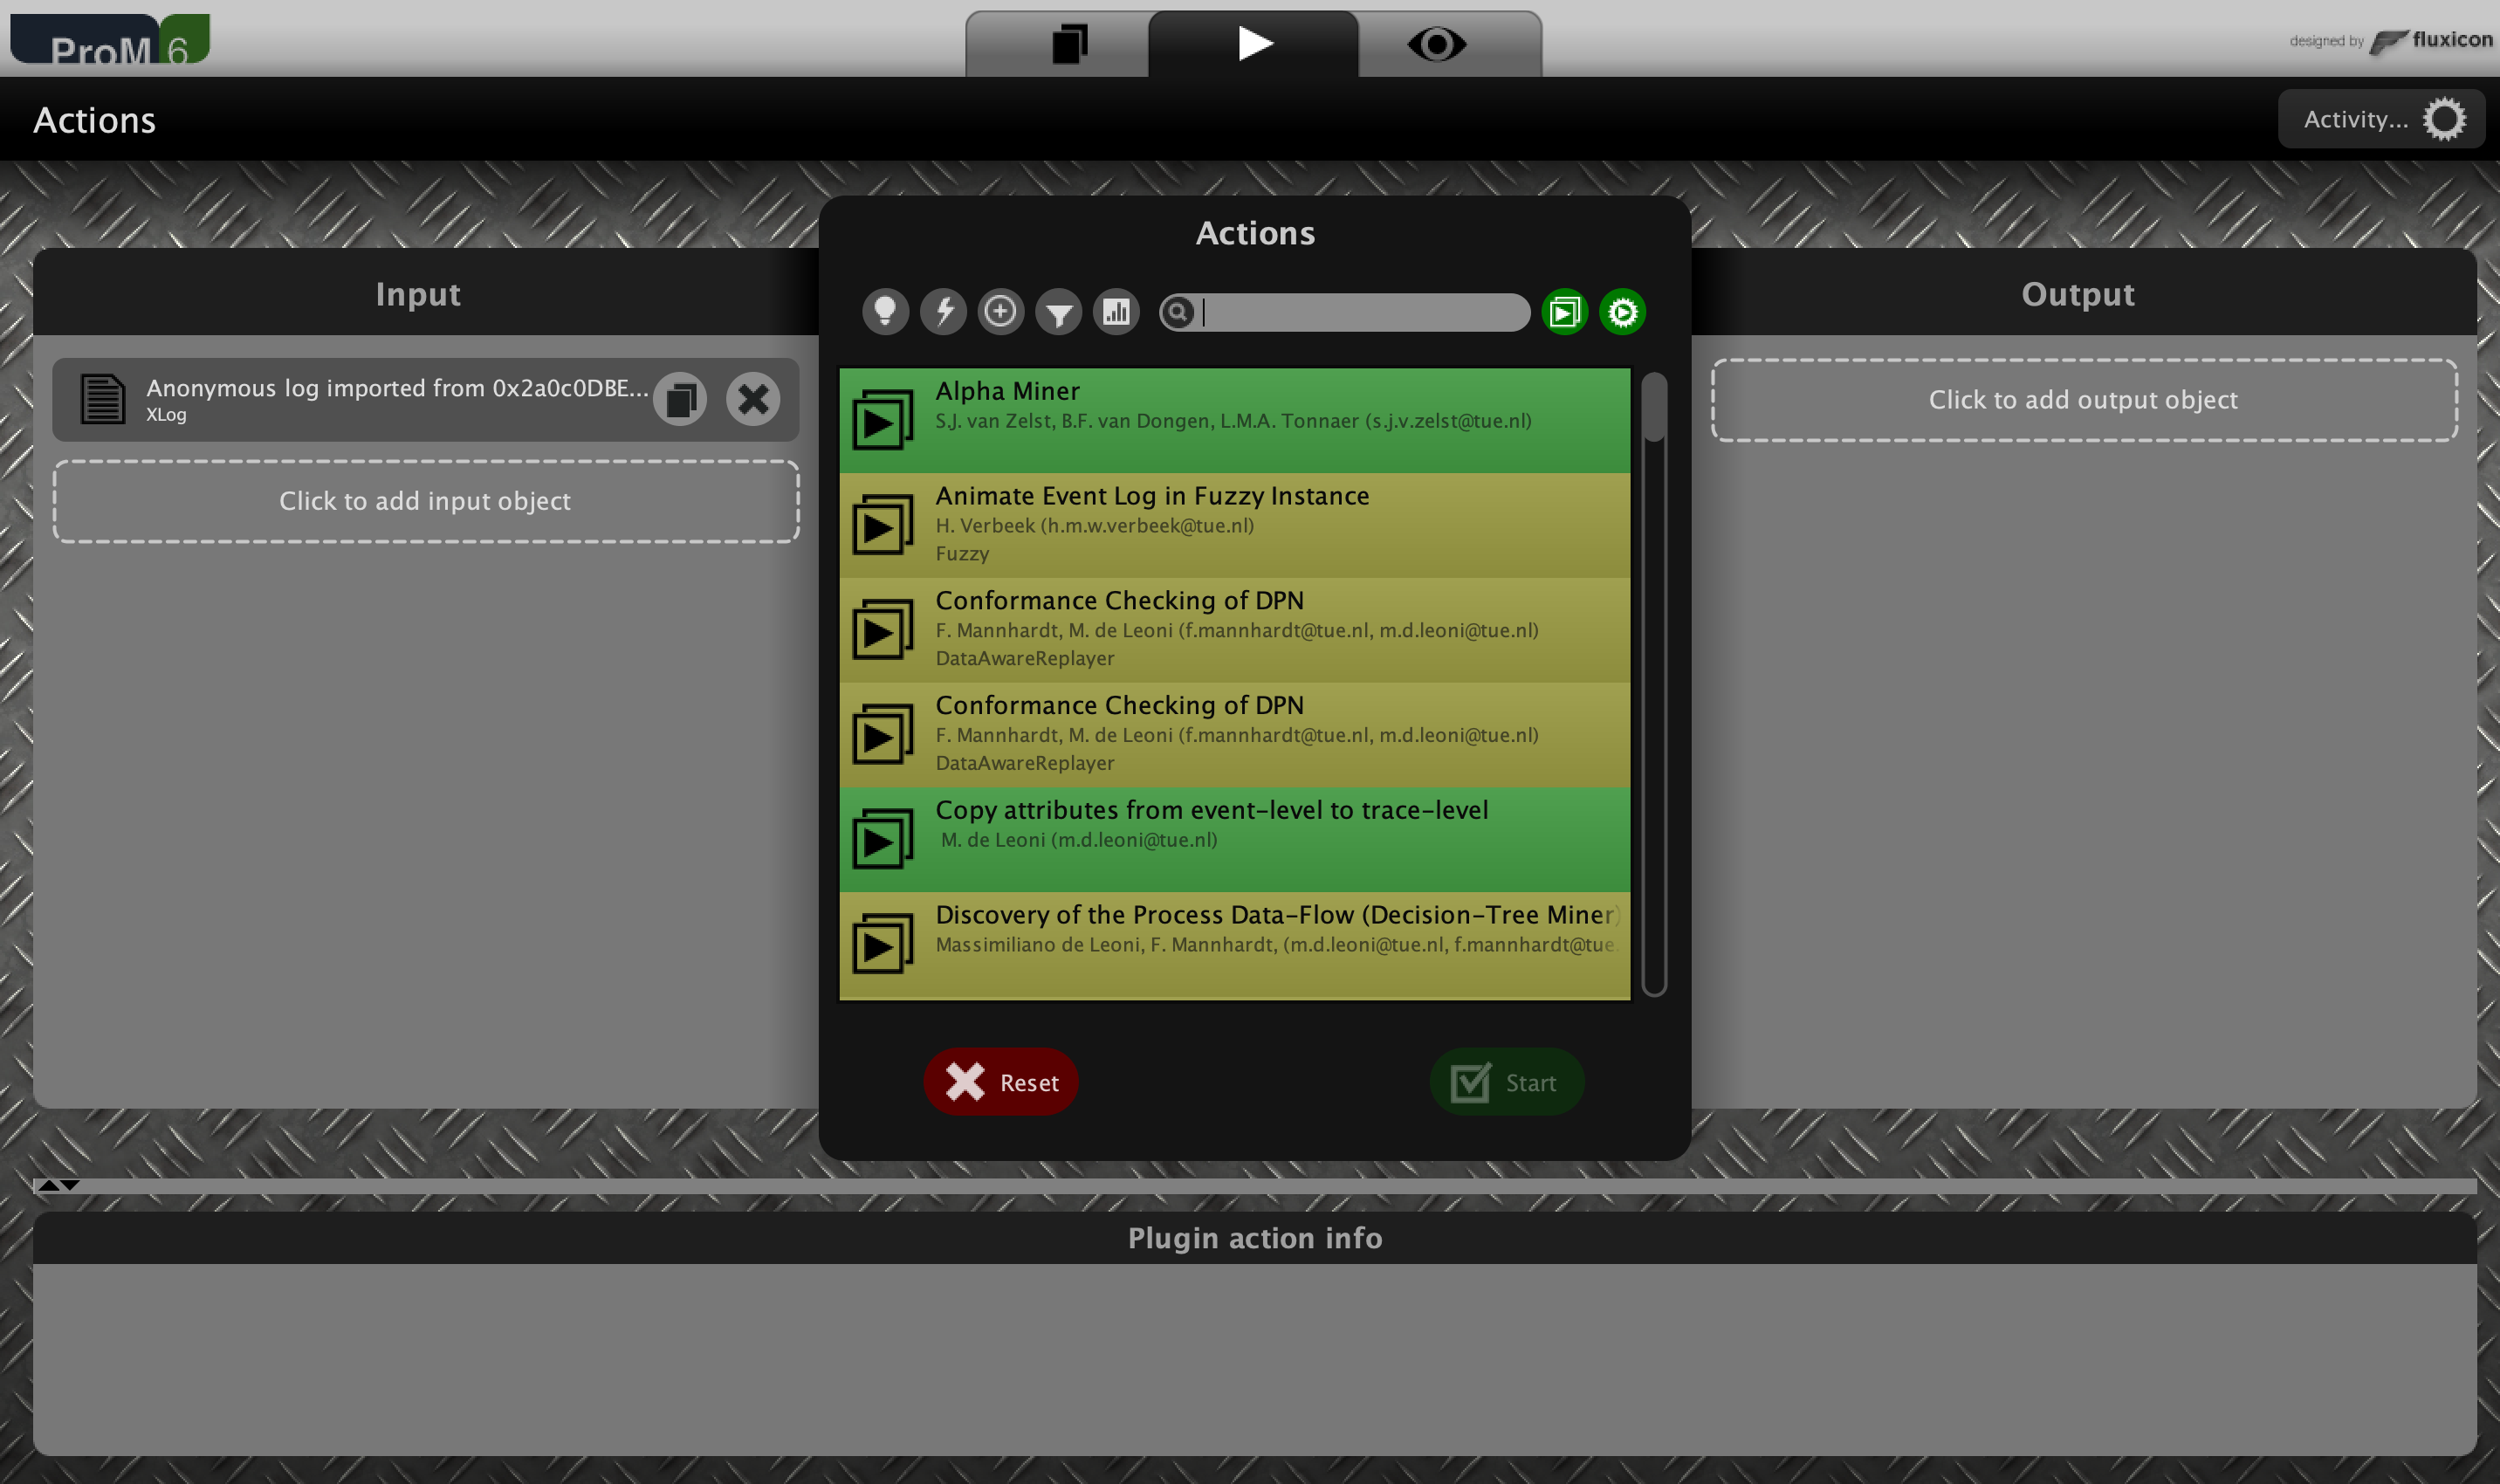 ProM 6
designed by fluxicon
Actions
Activity...
Actions
Input
Output
Anonymous log imported from 0x2a0c0DBE...
XLog
Click to add input object
Click to add output object
Alpha Miner
S.J. van Zelst, B.F. van Dongen, L.M.A. Tonnaer (s.j.v.zelst@tue.nl)
Animate Event Log in Fuzzy Instance
H. Verbeek (h.m.w.verbeek@tue.nl)
Fuzzy
Conformance Checking of DPN
F. Mannhardt, M. de Leoni (f.mannhardt@tue.nl, m.d.leoni@tue.nl)
DataAwareReplayer
Conformance Checking of DPN
F. Mannhardt, M. de Leoni (f.mannhardt@tue.nl, m.d.leoni@tue.nl)
DataAwareReplayer
Copy attributes from event-level to trace-level
M. de Leoni (m.d.leoni@tue.nl)
Discovery of the Process Data-Flow (Decision-Tree Miner)
Massimiliano de Leoni, F. Mannhardt, (m.d.leoni@tue.nl, f.mannhardt@tue.
Reset
Start
Plugin action info